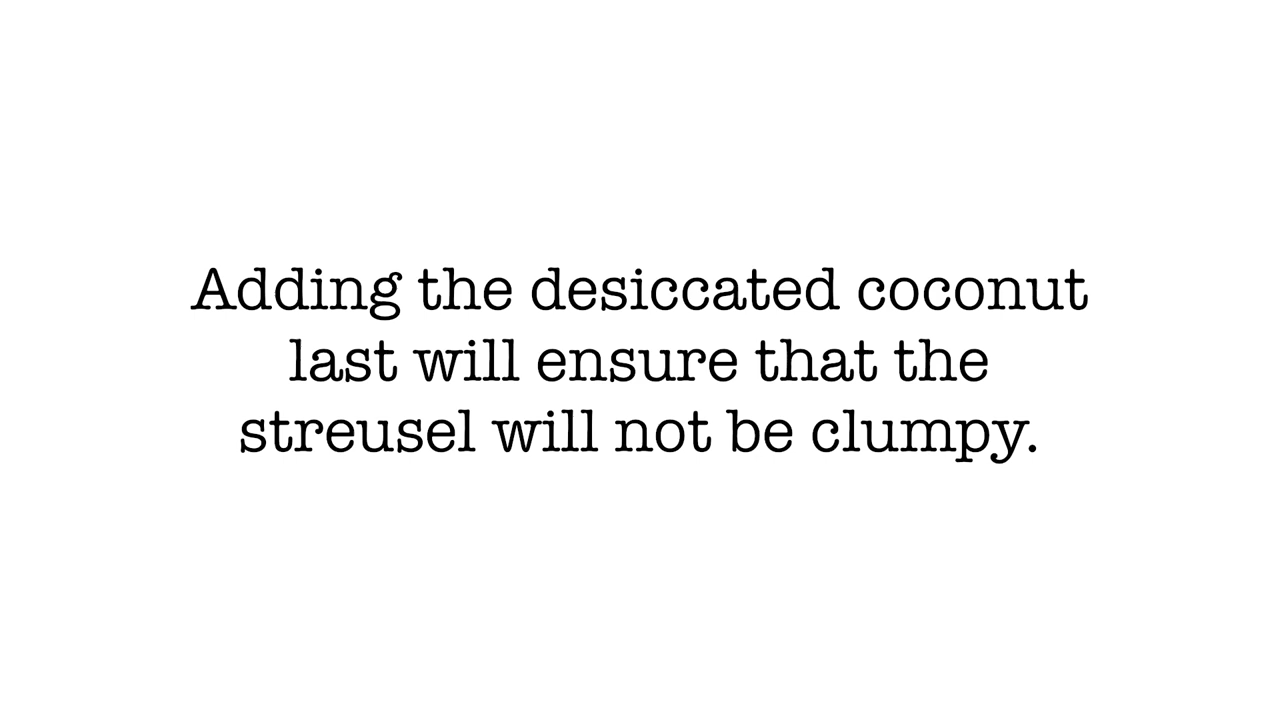 Adding the desiccated coconut
last will ensure that the
streusel will not be clumpy.